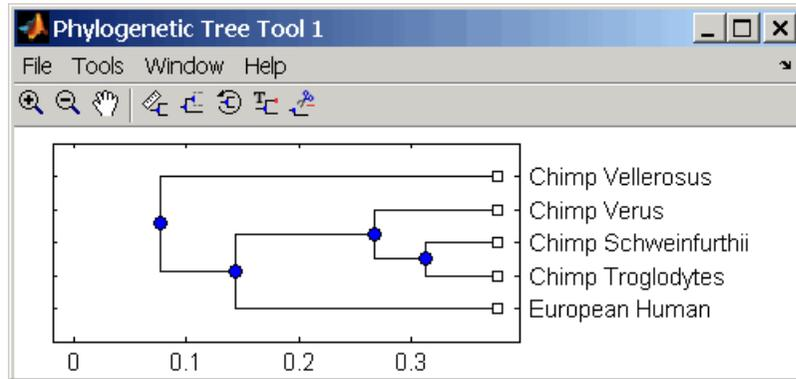 Phylogenetic Tree Tool 1
File Tools Window Help
Chimp Vellerosus
Chimp Verus
Chimp Schweinfurthii
Chimp Troglodytes
European Human
0 0.1 0.2 0.3